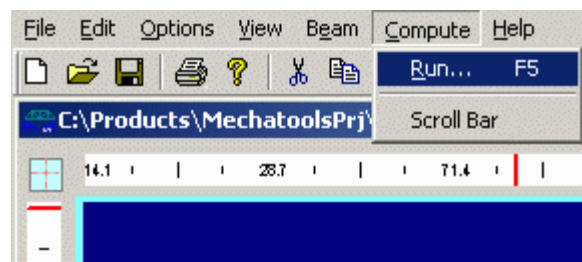 File Edit Options View Beam Compute Help
Run... F5
C:\Products\MechatoolsPrj\
Scroll Bar
14.1 28.7 71.4